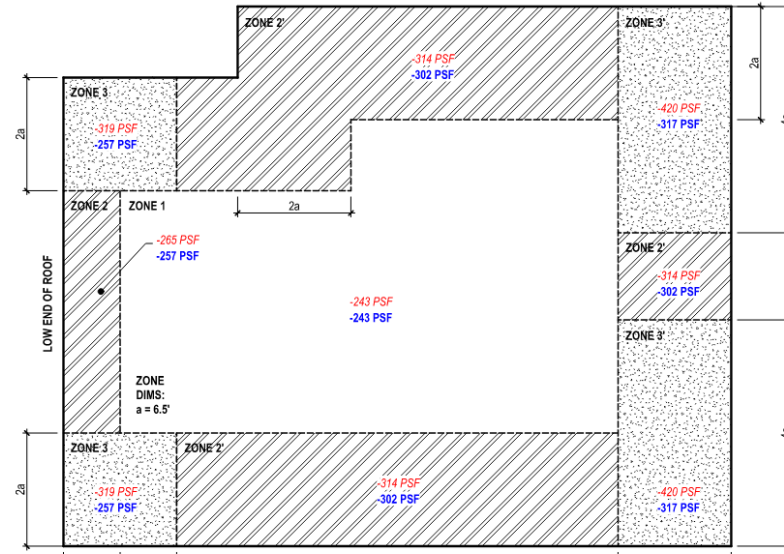 ZONE 2'
ZONE 3'
-314 PSF
-302 PSF
2a
ZONE 3
-319 PSF
-257 PSF
2a
-420 PSF
-317 PSF
ZONE 2
ZONE 1
2a
-265 PSF
-257 PSF
ZONE 2'
-314 PSF
-302 PSF
LOW END OF ROOF
-243 PSF
-243 PSF
ZONE 3'
ZONE
DIMS:
a = 6.5'
ZONE 3
ZONE 2'
2a
-319 PSF
-257 PSF
-314 PSF
-302 PSF
-420 PSF
-317 PSF